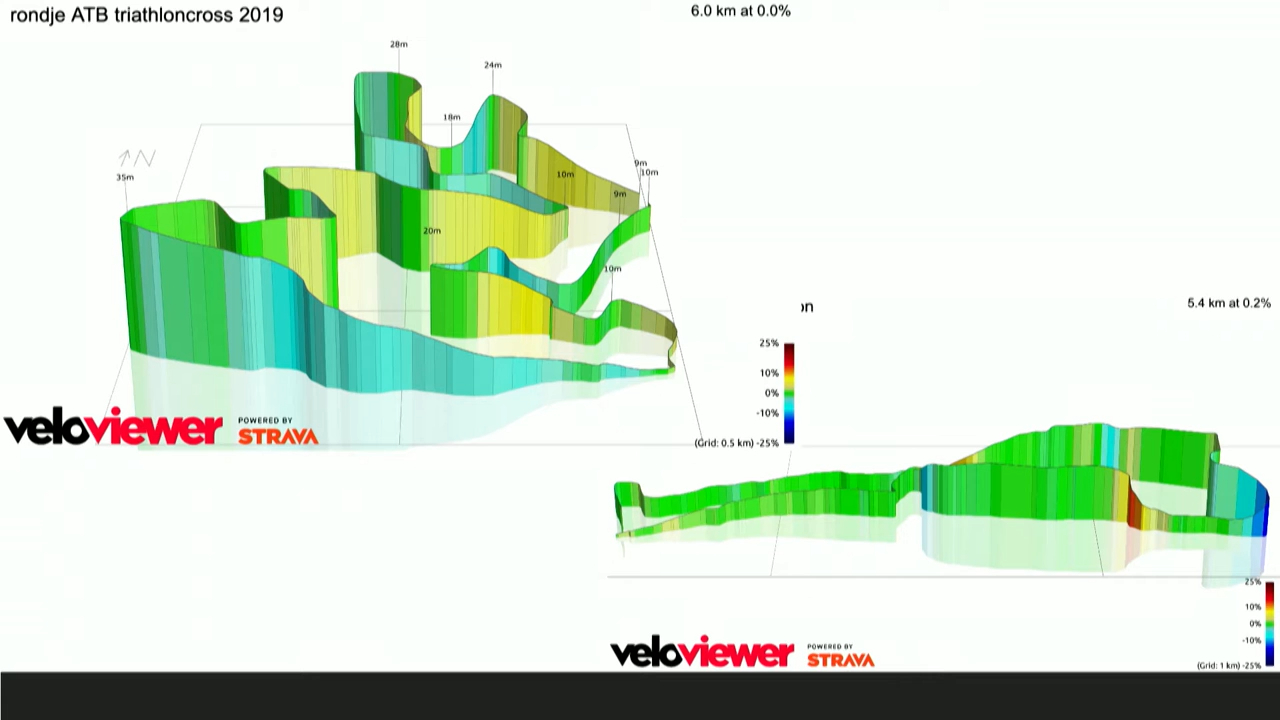 rondje ATB triathloncross 2019
6.0 km at 0.0%
28m
24m
18m
N
35m
9m
10m
10m
9m
20m
10m
on
5.4 km at 0.2%
25%
10%
0%
-10%
(Grid: 0.5 km) -25%
veloviewer
POWERED BY
STRAVA
25%
10%
0%
-10%
(Grid: 1 km) -25%
veloviewer
POWERED BY
STRAVA